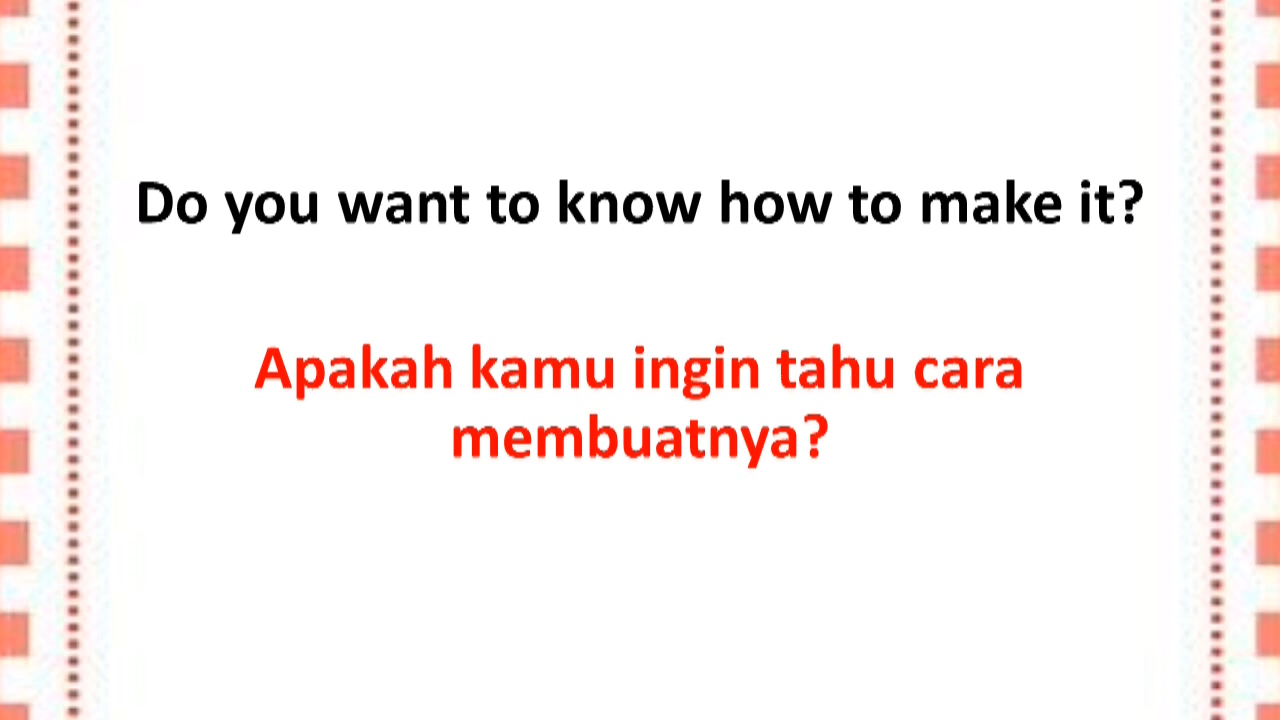 Do you want to know how to make it?
Apakah kamu ingin tahu cara
membuatnya?